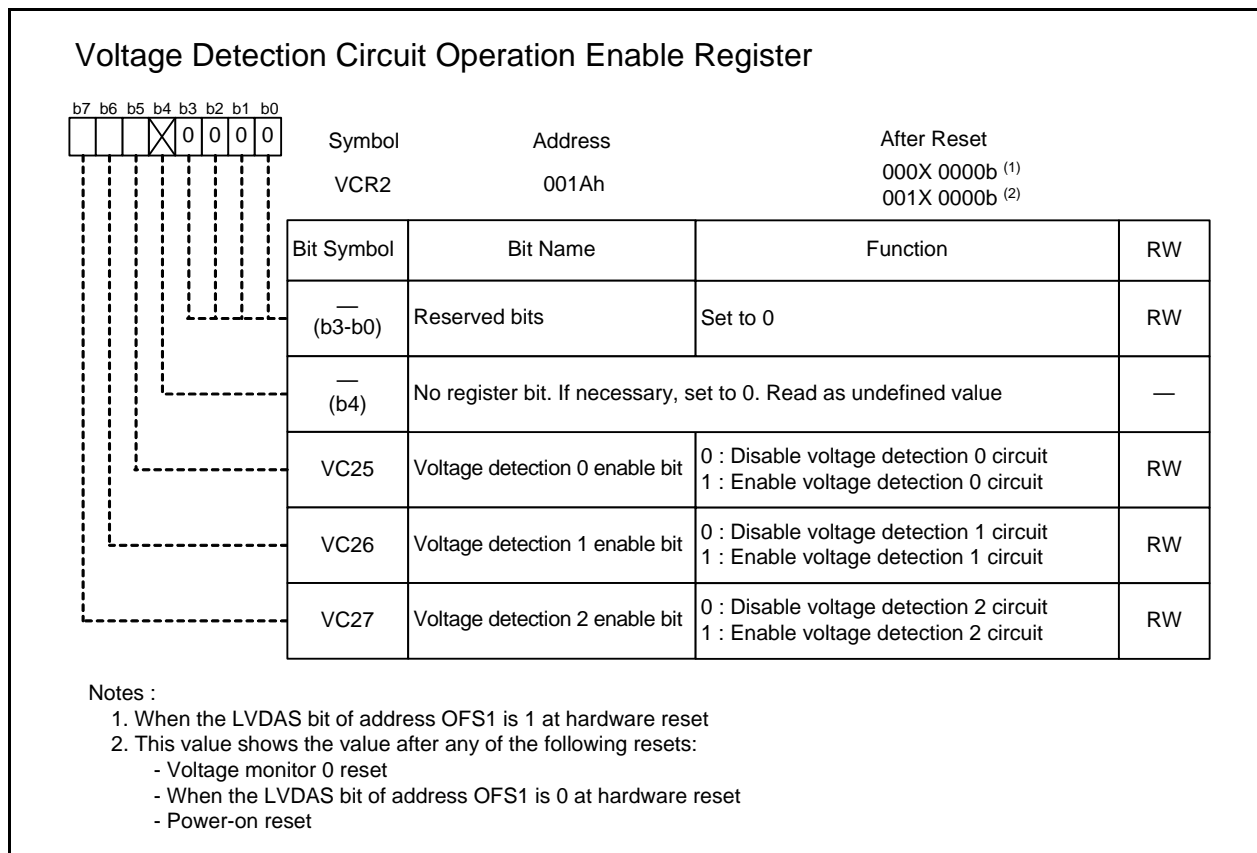 Voltage Detection Circuit Operation Enable Register
b7 b6 b5 b4 b3 b2 b1 b0
0 0 0 0
Symbol Address After Reset
VCR2 001Ah 000X 0000b (1)
001X 0000b (2)
Bit Symbol Bit Name Function RW
—
(b3-b0) Reserved bits Set to 0 RW
—
(b4) No register bit. If necessary, set to 0. Read as undefined value —
VC25 Voltage detection 0 enable bit 0 : Disable voltage detection 0 circuit
1 : Enable voltage detection 0 circuit RW
VC26 Voltage detection 1 enable bit 0 : Disable voltage detection 1 circuit
1 : Enable voltage detection 1 circuit RW
VC27 Voltage detection 2 enable bit 0 : Disable voltage detection 2 circuit
1 : Enable voltage detection 2 circuit RW
Notes :
1. When the LVDAS bit of address OFS1 is 1 at hardware reset
2. This value shows the value after any of the following resets:
- Voltage monitor 0 reset
- When the LVDAS bit of address OFS1 is 0 at hardware reset
- Power-on reset